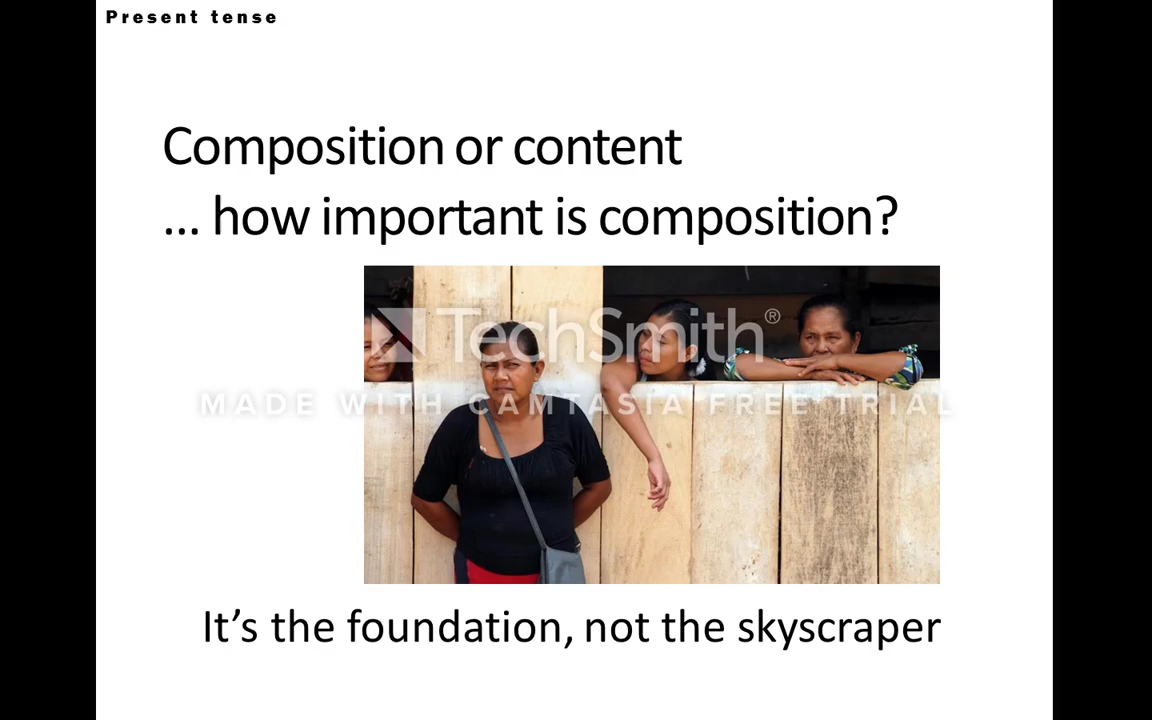 Present tense
Composition or content
... how important is composition?
TechSmith®
MADE WITH CAMTASIA FREE TRIAL
It's the foundation, not the skyscraper